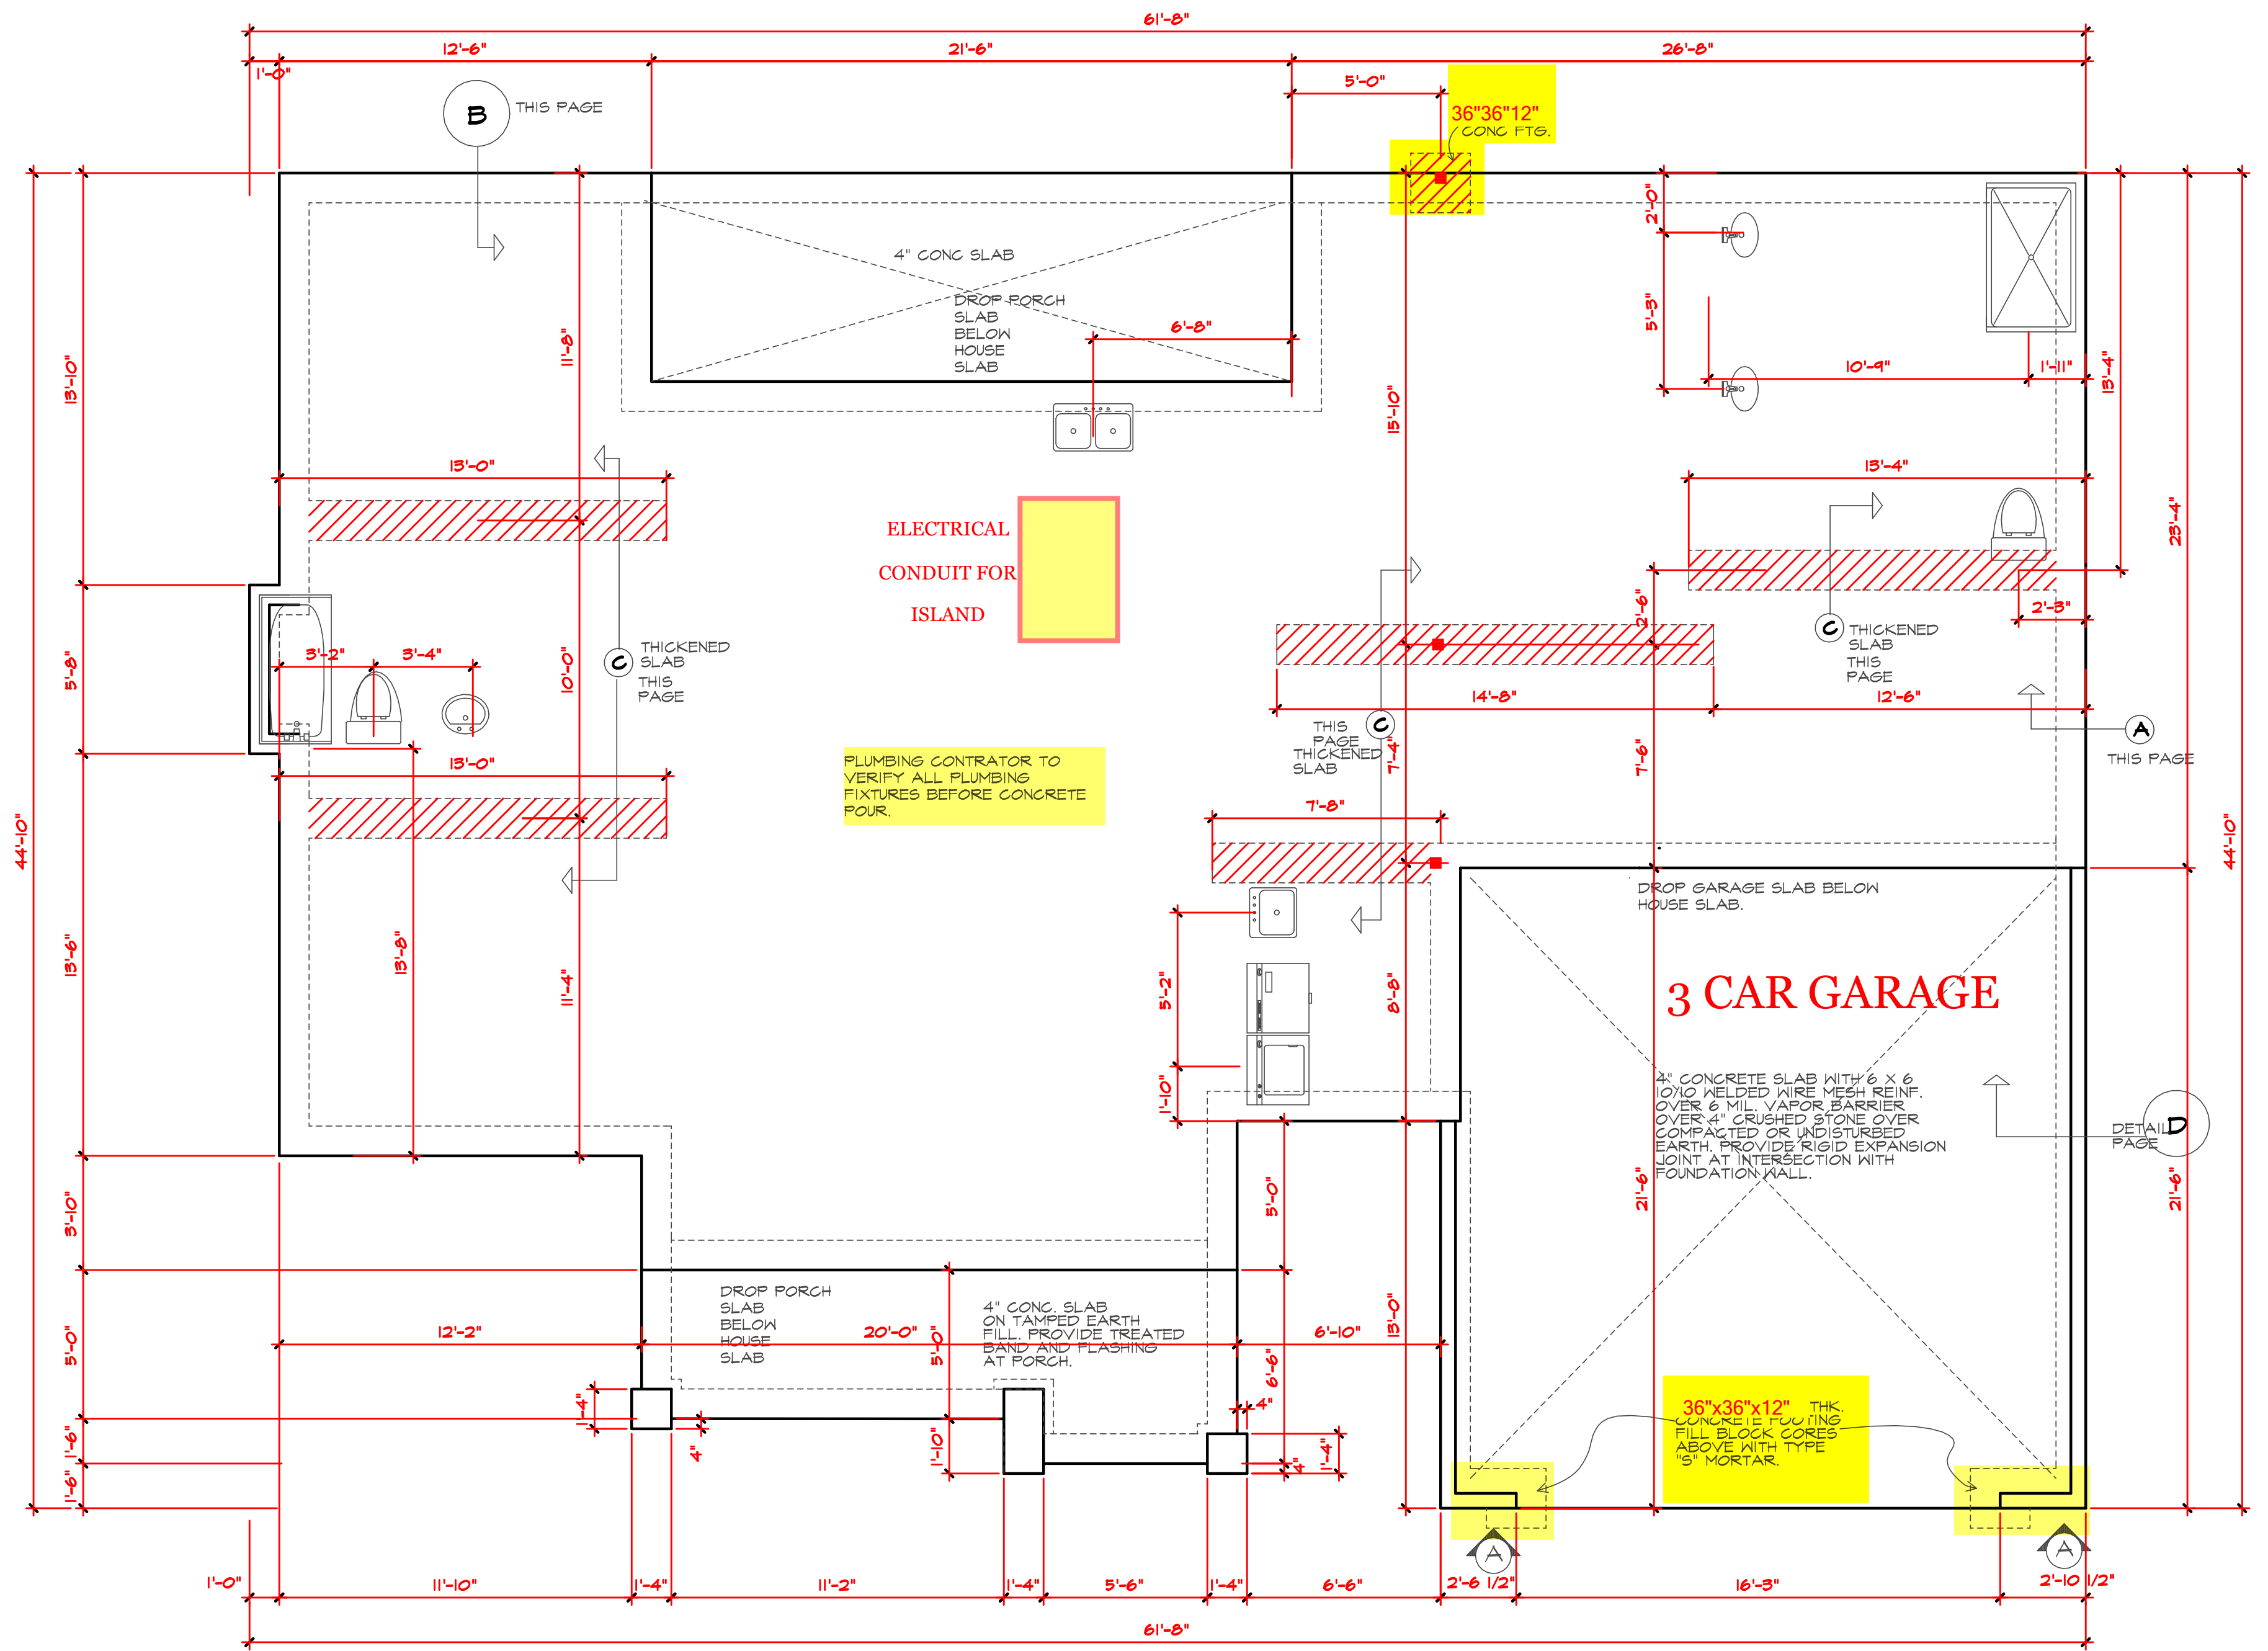 61'-8"
12'-6"
21'-6"
26'-8"
1'-0"
5'-0"
B
THIS PAGE
36"36"12"
CONC FTG.
2'-0"
4" CONC SLAB
DROP PORCH
SLAB
BELOW
HOUSE
SLAB
6'-8"
5'-3"
11'-8"
13'-10"
15'-10"
10'-9"
1'-11"
13'-4"
13'-0"
13'-4"
23'-4"
ELECTRICAL
CONDUIT FOR
ISLAND
2'-6"
2'-3"
C
THICKENED
SLAB
THIS
PAGE
3'-2"
3'-4"
5'-8"
10'-0"
C
THICKENED
SLAB
THIS
PAGE
14'-8"
12'-6"
THIS
PAGE
THICKENED
SLAB
C
7'-4"
7'-6"
A
THIS PAGE
13'-0"
PLUMBING CONTRATOR TO
VERIFY ALL PLUMBING
FIXTURES BEFORE CONCRETE
POUR.
7'-8"
44'-10"
44'-10"
DROP GARAGE SLAB BELOW
HOUSE SLAB.
13'-6"
13'-8"
11'-4"
5'-2"
8'-8"
3 CAR GARAGE
1'-10"
4" CONCRETE SLAB WITH 6 X 6
10/10 WELDED WIRE MESH REINF.
OVER 6 MIL. VAPOR BARRIER
OVER 4" CRUSHED STONE OVER
COMPACTED OR UNDISTURBED
EARTH. PROVIDE RIGID EXPANSION
JOINT AT INTERSECTION WITH
FOUNDATION WALL.
DETAIL
PAGE
D
3'-10"
5'-0"
21'-6"
21'-6"
DROP PORCH
SLAB
BELOW
HOUSE
SLAB
4" CONC. SLAB
ON TAMPED EARTH
FILL. PROVIDE TREATED
BAND AND FLASHING
AT PORCH.
5'-0"
12'-2"
20'-0"
5'-0"
6'-10"
13'-0"
6'-6"
1'-4"
4"
4"
1'-10"
4"
1'-4"
1'-6"
1'-6"
36"x36"x12" THK.
CONCRETE FOOTING
FILL BLOCK CORES
ABOVE WITH TYPE
"S" MORTAR.
A
A
1'-0"
11'-10"
1'-4"
11'-2"
1'-4"
5'-6"
1'-4"
6'-6"
2'-6 1/2"
16'-3"
2'-10 1/2"
61'-8"